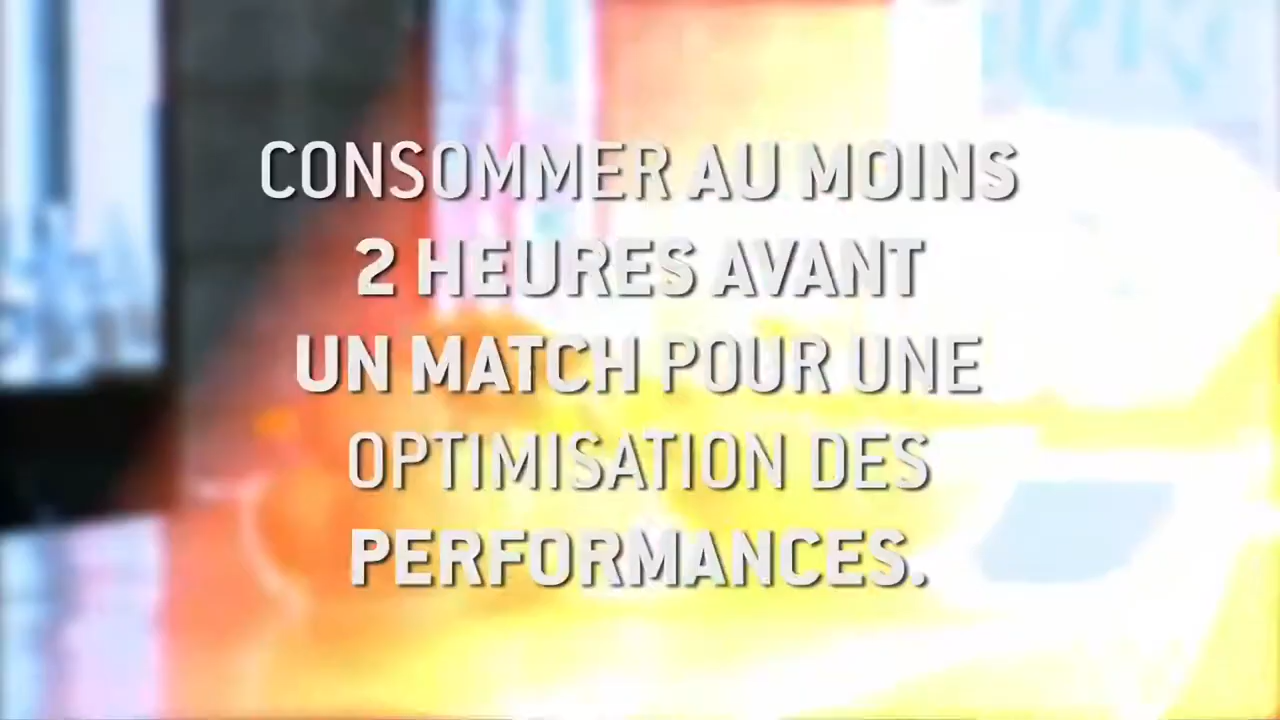 CONSOMMER AU MOINS
2 HEURES AVANT
UN MATCH POUR UNE
OPTIMISATION DES
PERFORMANCES.